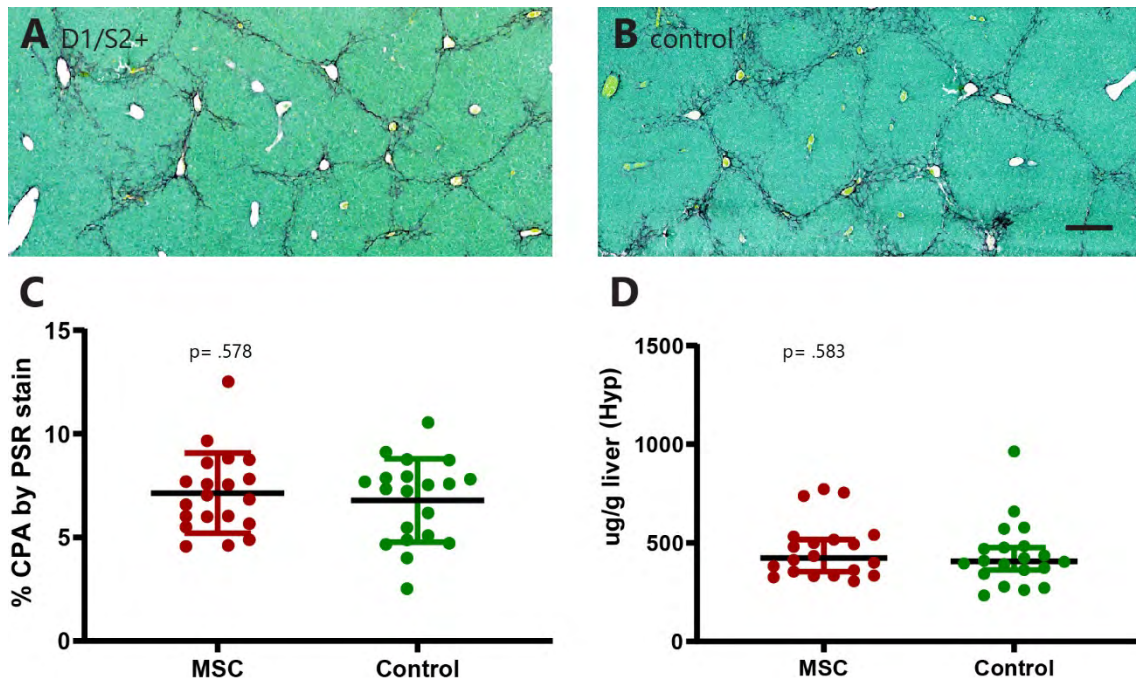 A D1/S2+
B control
C
% CPA by PSR stain
15
10
5
0
p= .578
MSC
Control
D
ug/g liver (Hyp)
1500
1000
500
0
p= .583
MSC
Control